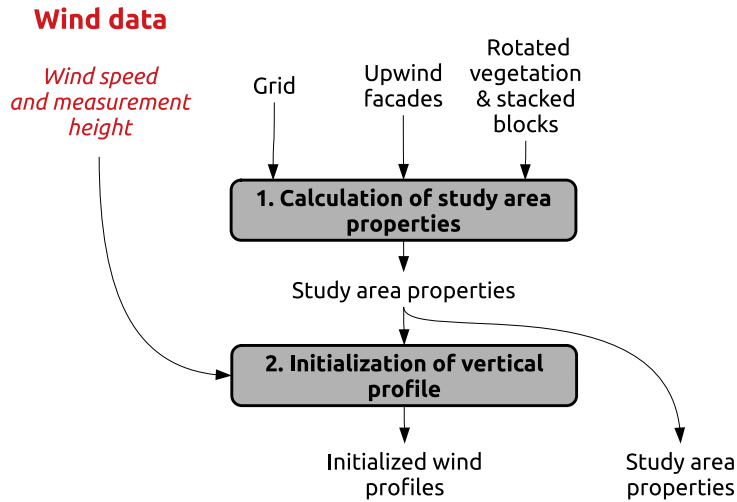 Wind data
Wind speed
and measurement
height
Grid
Upwind
facades
Rotated
vegetation
& stacked
blocks
1. Calculation of study area
properties
Study area properties
2. Initialization of vertical
profile
Initialized wind
profiles
Study area
properties